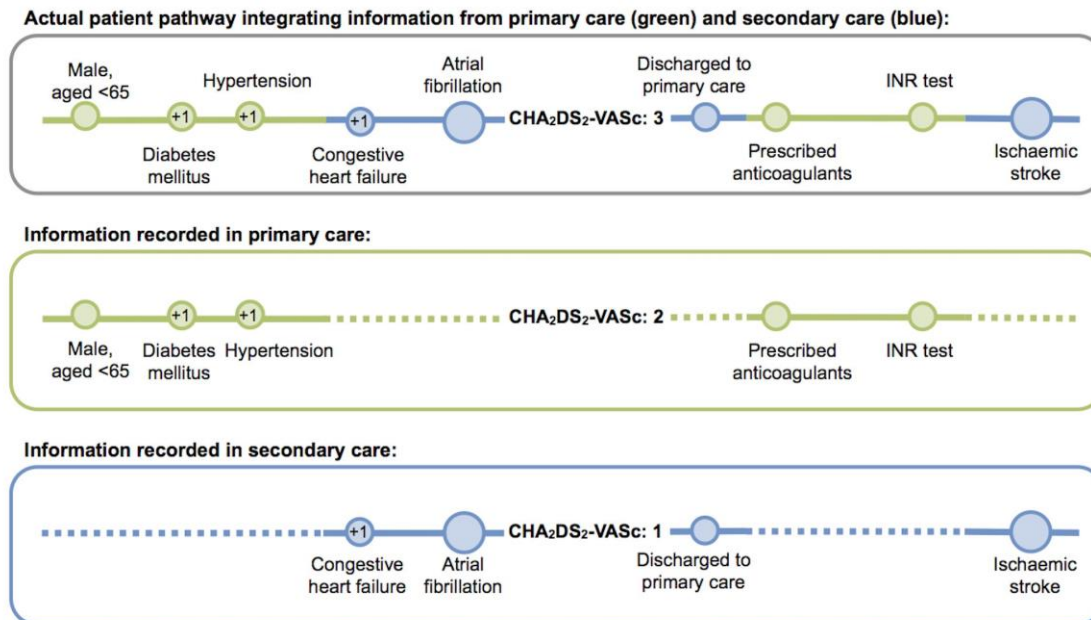 Actual patient pathway integrating information from primary care (green) and secondary care (blue):
Male,
aged <65
Hypertension
Atrial
fibrillation
Discharged to
primary care
INR test
+1
+1
+1
CHA₂DS₂-VASc: 3
Diabetes
mellitus
Congestive
heart failure
Prescribed
anticoagulants
Ischaemic
stroke
Information recorded in primary care:
+1
+1
CHA₂DS₂-VASc: 2
Male,
aged <65
Diabetes
mellitus
Hypertension
Prescribed
anticoagulants
INR test
Information recorded in secondary care:
+1
CHA₂DS₂-VASc: 1
Congestive
heart failure
Atrial
fibrillation
Discharged to
primary care
Ischaemic
stroke